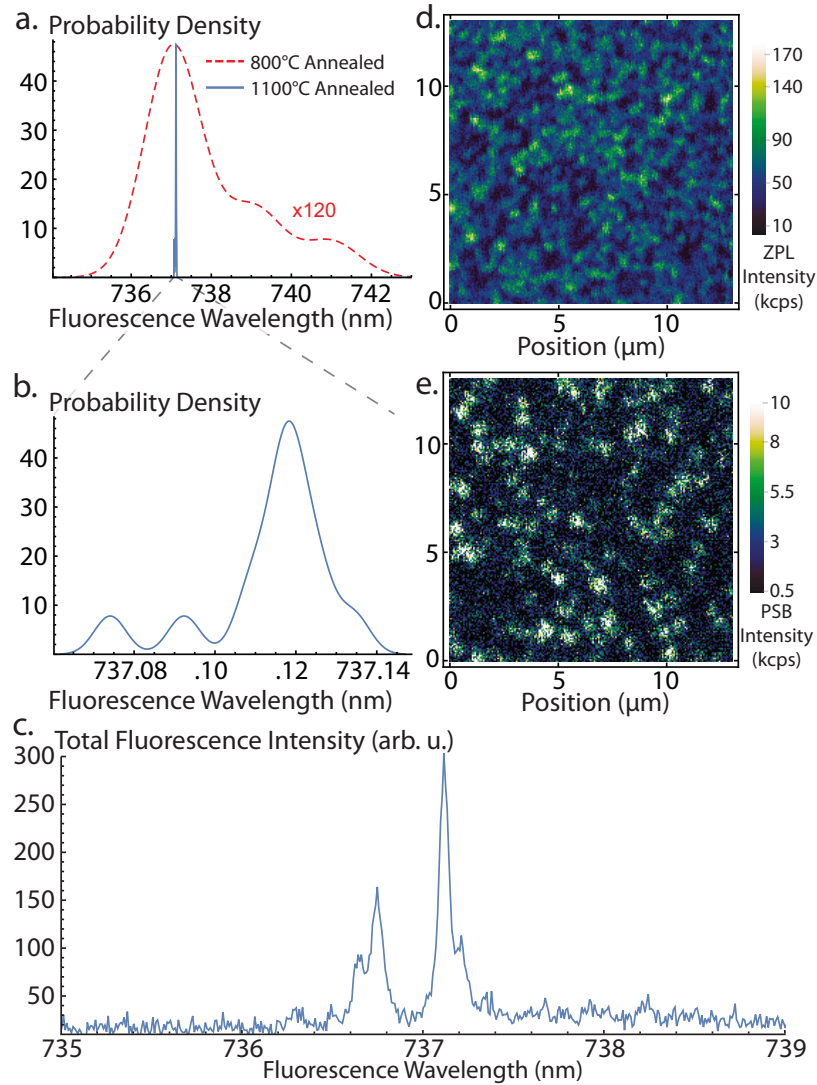 a.
Probability Density
800°C Annealed
1100°C Annealed
x120
40
30
20
10
736 738 740 742
Fluorescence Wavelength (nm)
b.
Probability Density
40
30
20
10
737.08 .10 .12 737.14
Fluorescence Wavelength (nm)
d.
10
5
0
0 5 10
Position (μm)
170
140
90
50
10
ZPL
Intensity
(kcps)
e.
10
5
0
0 5 10
Position (μm)
10
8
5.5
3
0.5
PSB
Intensity
(kcps)
c.
Total Fluorescence Intensity (arb. u.)
300
250
200
150
100
50
735 736 737 738 739
Fluorescence Wavelength (nm)